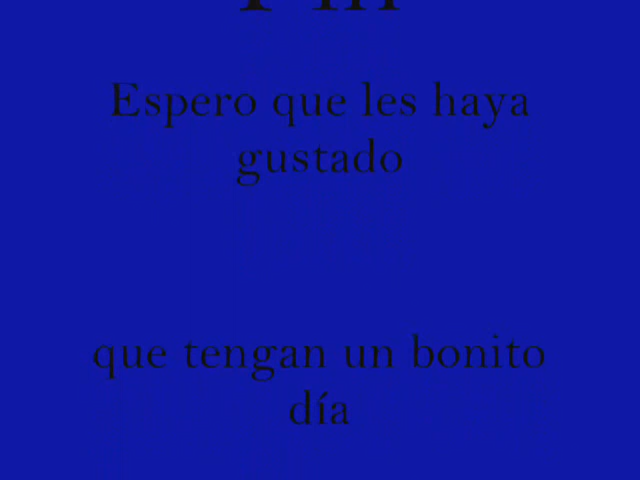 Espero que les haya
gustado
que tengan un bonito
día